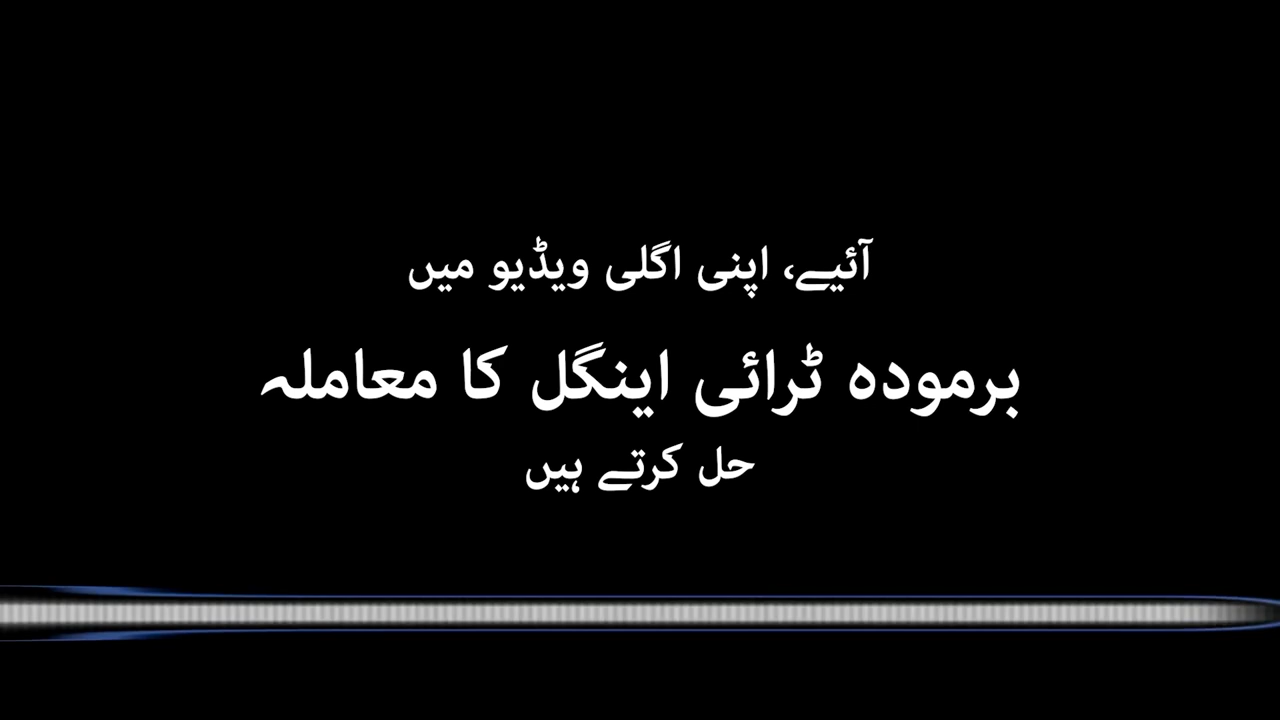 آئیے، اپنی اگلی ویڈیو میں
برمودہ ٹرائی اینگل کا معاملہ
حل کرتے ہیں